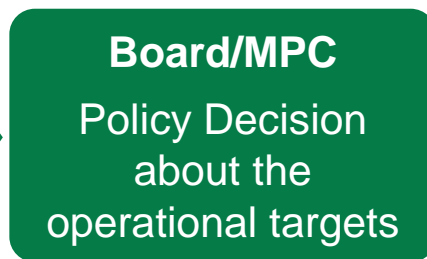 Board/MPC
Policy Decision
about the
operational targets